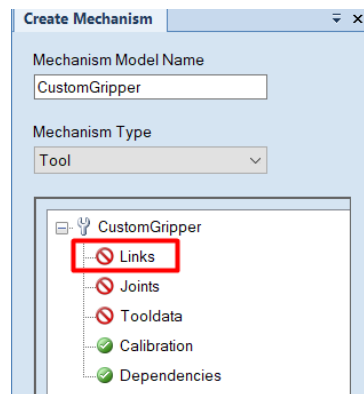 Create Mechanism
Mechanism Model Name
CustomGripper
Mechanism Type
Tool
CustomGripper
Links
Joints
Tooldata
Calibration
Dependencies